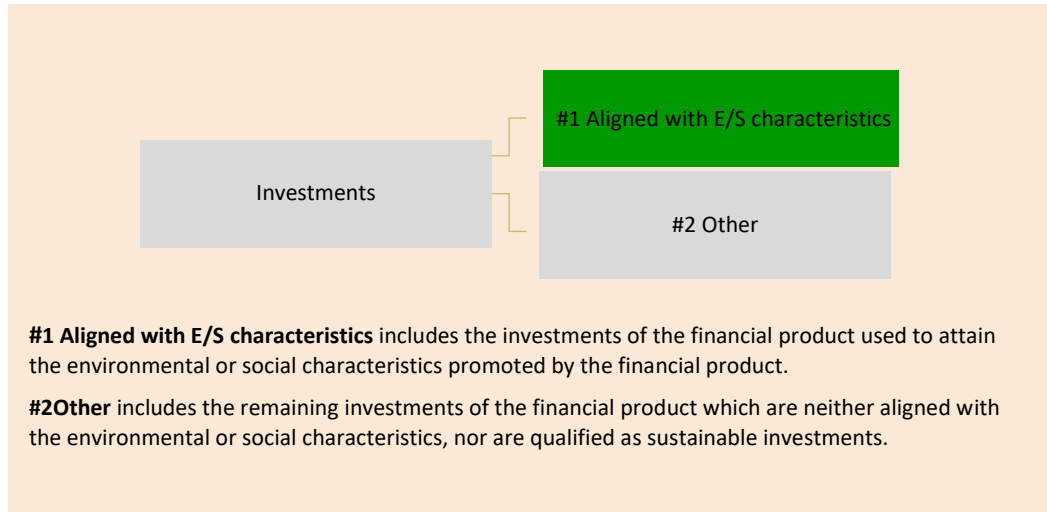 #1 Aligned with E/S characteristics
Investments
#2 Other
#1 Aligned with E/S characteristics includes the investments of the financial product used to attain
the environmental or social characteristics promoted by the financial product.
#2Other includes the remaining investments of the financial product which are neither aligned with
the environmental or social characteristics, nor are qualified as sustainable investments.